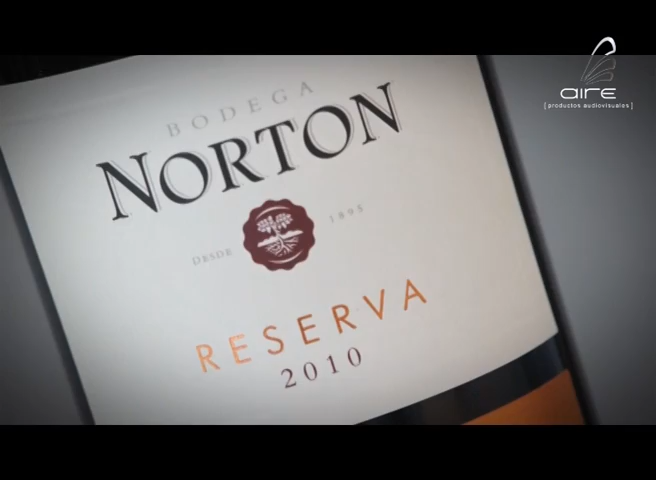 BODEGA
NORTON
DESDE 1895
RESERVA
2010
aire
[productos audiovisuales]